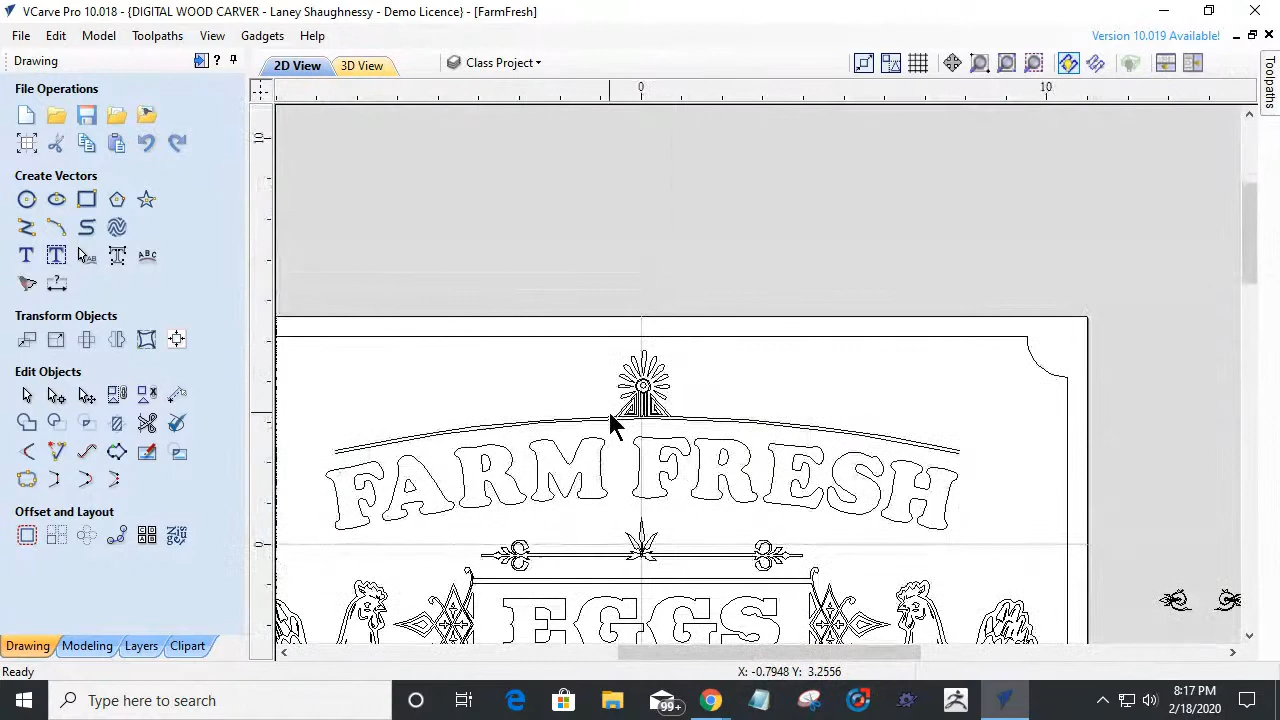 VCarve Pro 10.018 - {DIGITAL WOOD CARVER - Laney Shaughnessy - Demo Licence} - [FarmFresh]
File Edit Model Toolpaths View Gadgets Help
Version 10.019 Available!
Drawing
?
2D View
3D View
Class Project
File Operations
Create Vectors
Transform Objects
Edit Objects
Offset and Layout
0
10
10
0
FARM FRESH
EGGS
Toolpaths
Drawing
Modeling
Layers
Clipart
Ready
X: -0.7948 Y: 3.2556
Type here to search
99+
8:17 PM
2/18/2020